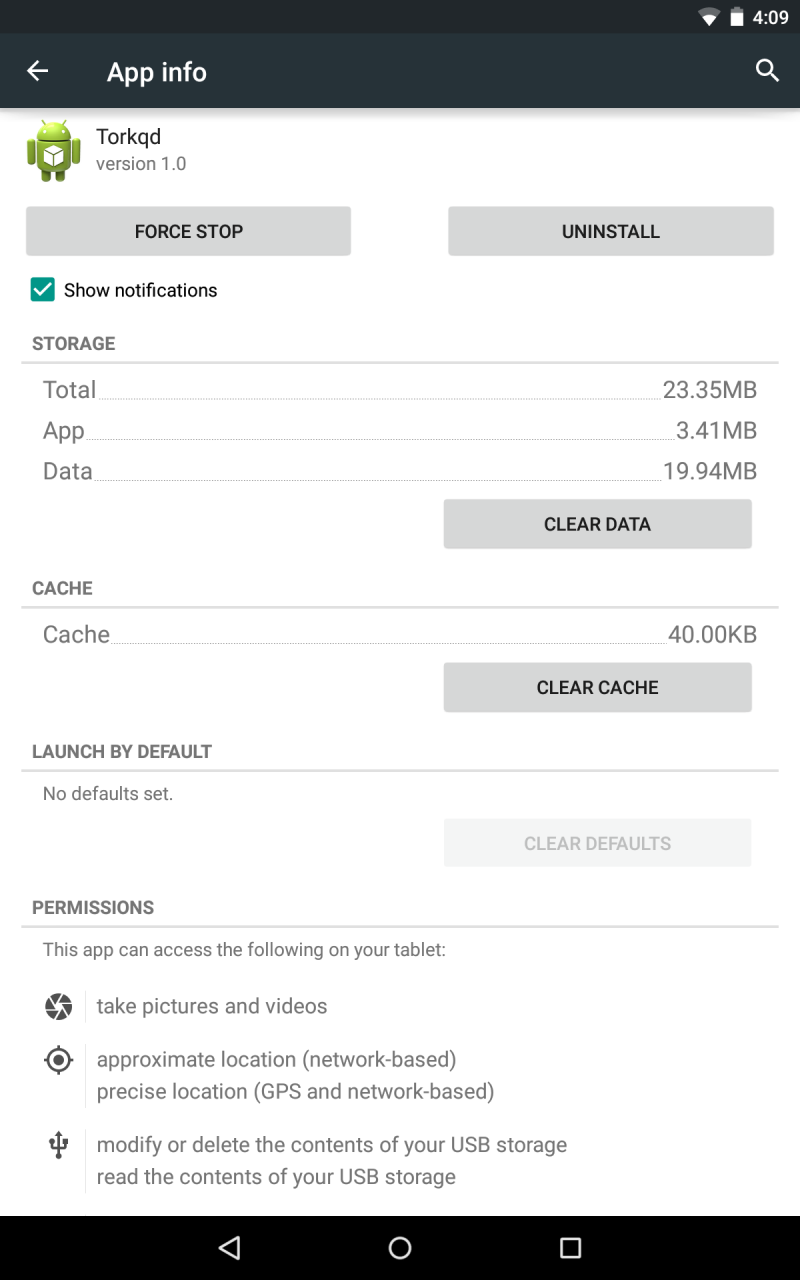 4:09
App info
Torkqd
version 1.0
FORCE STOP
UNINSTALL
Show notifications
STORAGE
Total 23.35MB
App 3.41MB
Data 19.94MB
CLEAR DATA
CACHE
Cache 40.00KB
CLEAR CACHE
LAUNCH BY DEFAULT
No defaults set.
CLEAR DEFAULTS
PERMISSIONS
This app can access the following on your tablet:
take pictures and videos
approximate location (network-based)
precise location (GPS and network-based)
modify or delete the contents of your USB storage
read the contents of your USB storage